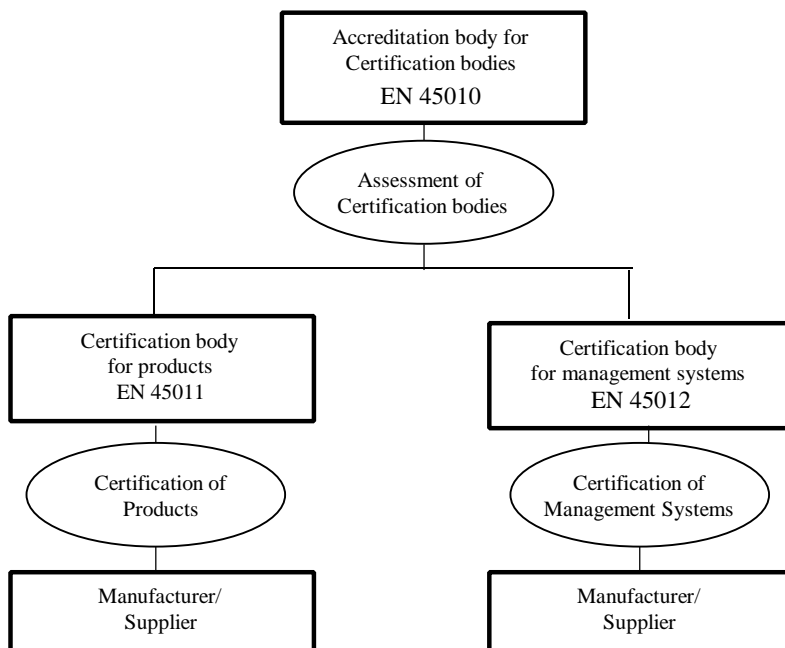 Accreditation body for
Certification bodies
EN 45010
Assessment of
Certification bodies
Certification body
for products
EN 45011
Certification body
for management systems
EN 45012
Certification of
Products
Certification of
Management Systems
Manufacturer/
Supplier
Manufacturer/
Supplier